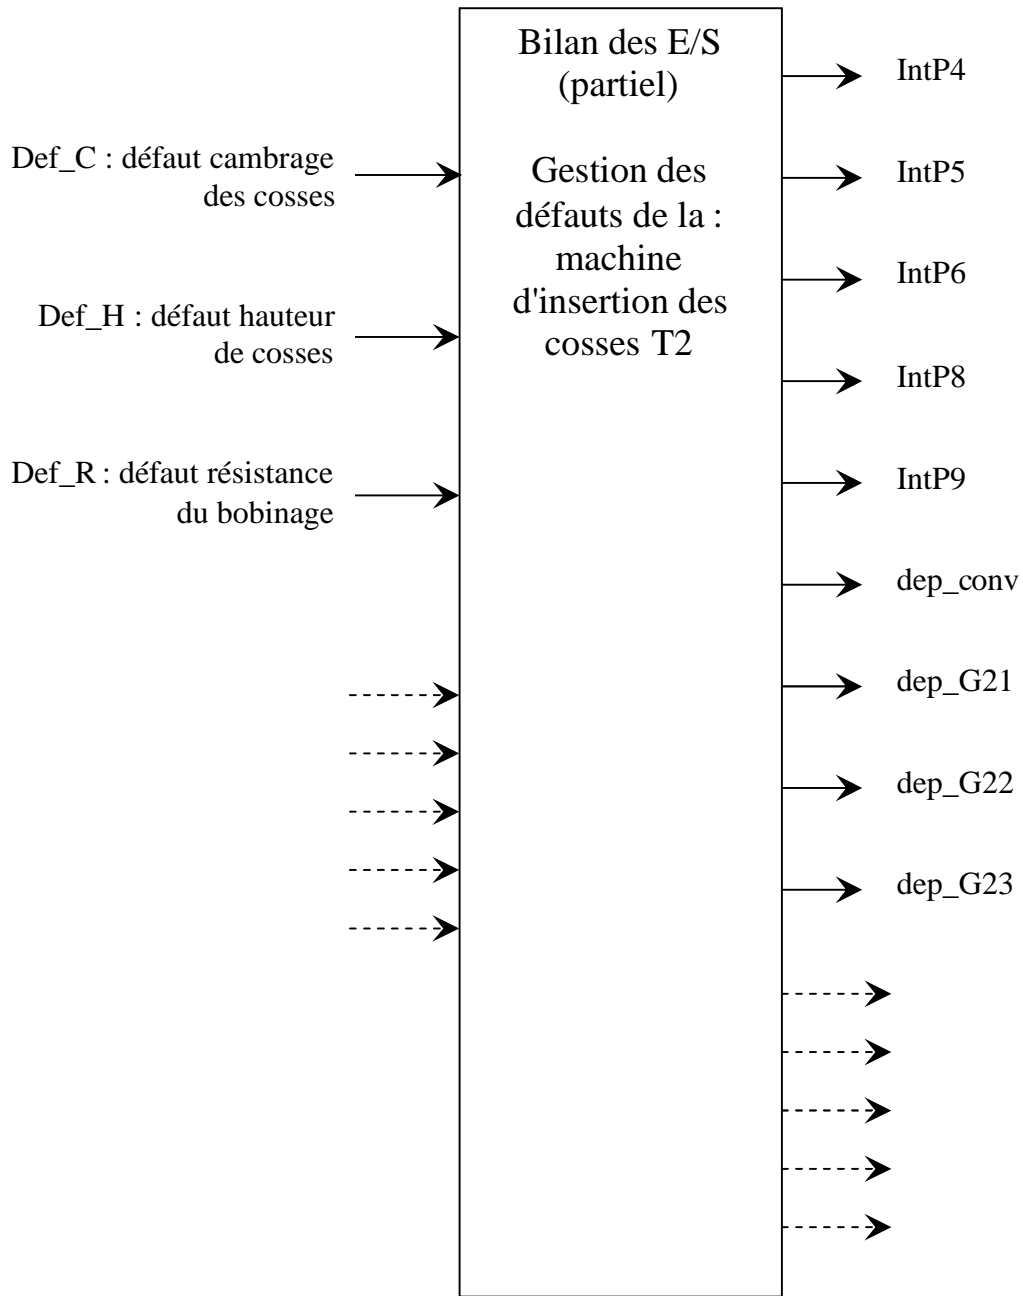 Bilan des E/S
(partiel)
Gestion des
défauts de la :
machine
d'insertion des
cosses T2
Def_C : défaut cambrage
des cosses
Def_H : défaut hauteur
de cosses
Def_R : défaut résistance
du bobinage
IntP4
IntP5
IntP6
IntP8
IntP9
dep_conv
dep_G21
dep_G22
dep_G23